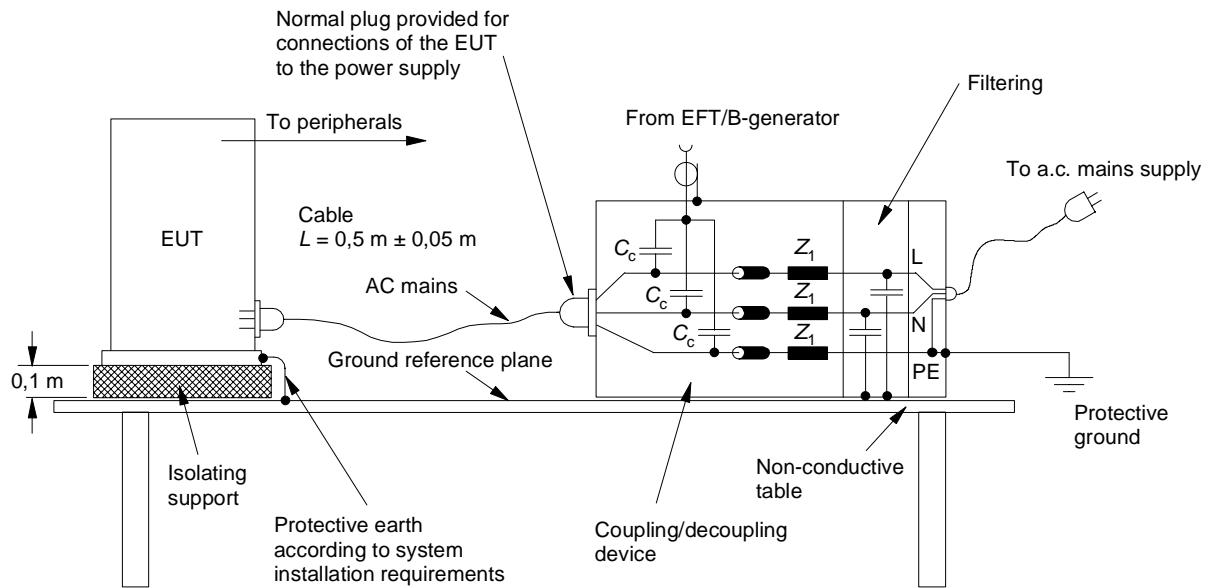 Normal plug provided for
connections of the EUT
to the power supply
Filtering
From EFT/B-generator
To peripherals
To a.c. mains supply
Cable
L = 0,5 m ± 0,05 m
EUT
AC mains
Cc
Cc
Cc
Z1
Z1
Z1
L
N
PE
Ground reference plane
0,1 m
Protective
ground
Isolating
support
Non-conductive
table
Protective earth
according to system
installation requirements
Coupling/decoupling
device